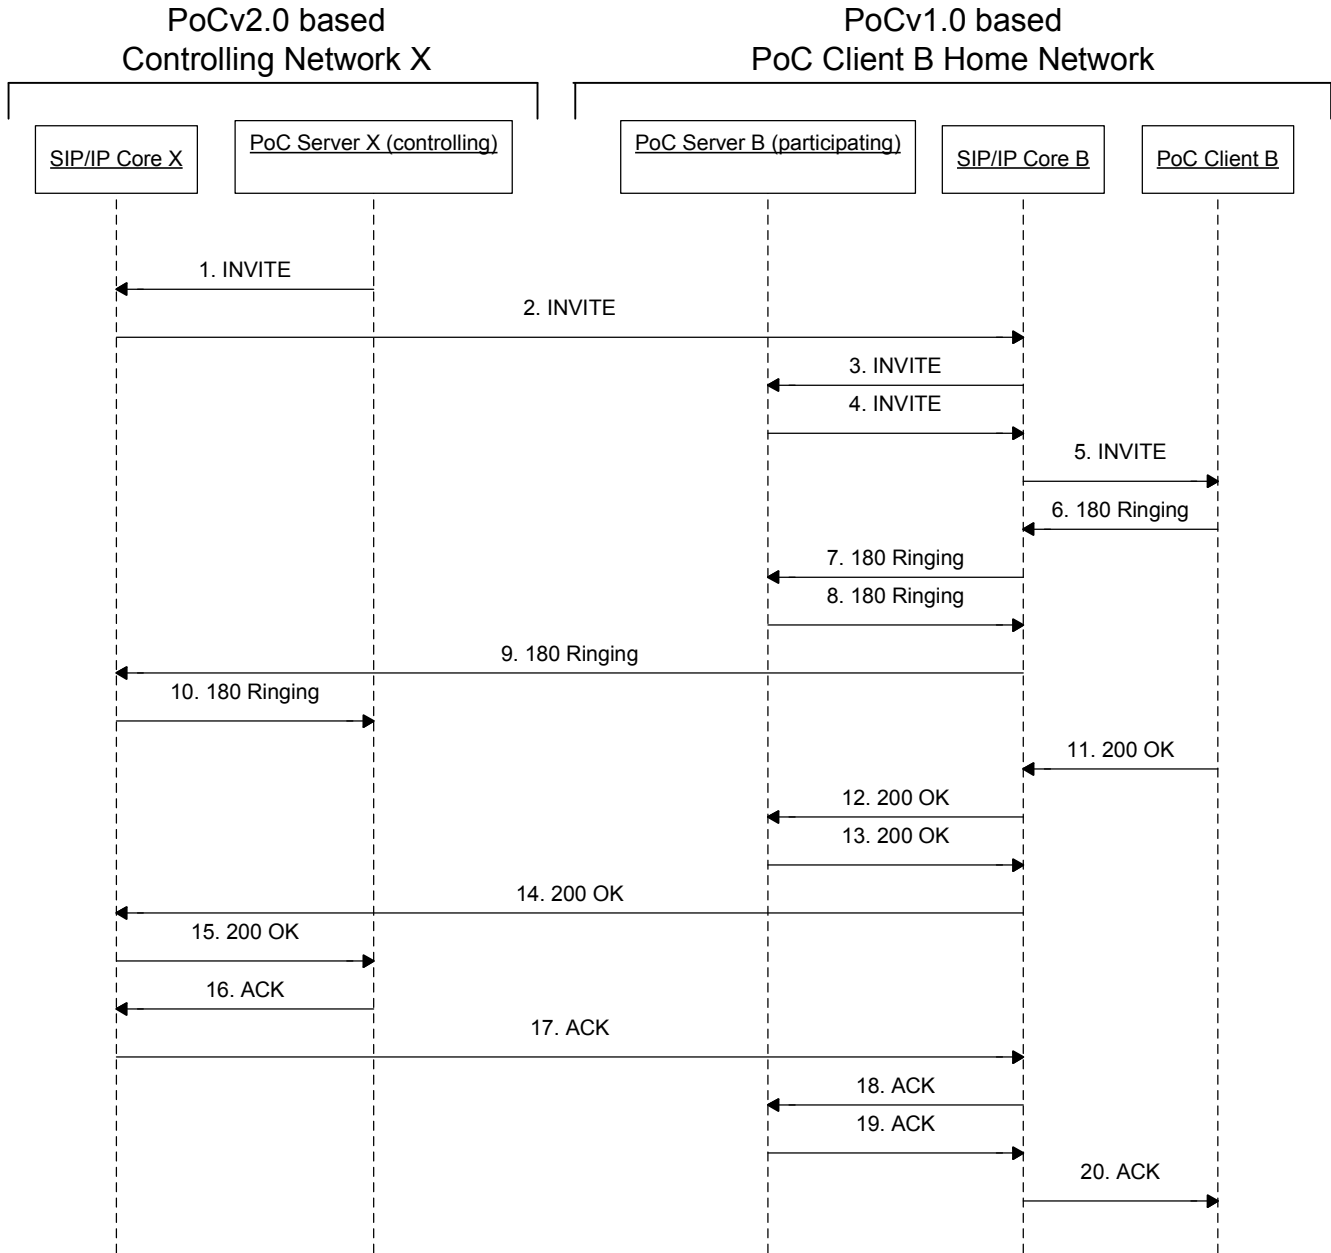 PoCv2.0 based
Controlling Network X
PoCv1.0 based
PoC Client B Home Network
SIP/IP Core X
PoC Server X (controlling)
PoC Server B (participating)
SIP/IP Core B
PoC Client B
1. INVITE
2. INVITE
3. INVITE
4. INVITE
5. INVITE
6. 180 Ringing
7. 180 Ringing
8. 180 Ringing
9. 180 Ringing
10. 180 Ringing
11. 200 OK
12. 200 OK
13. 200 OK
14. 200 OK
15. 200 OK
16. ACK
17. ACK
18. ACK
19. ACK
20. ACK